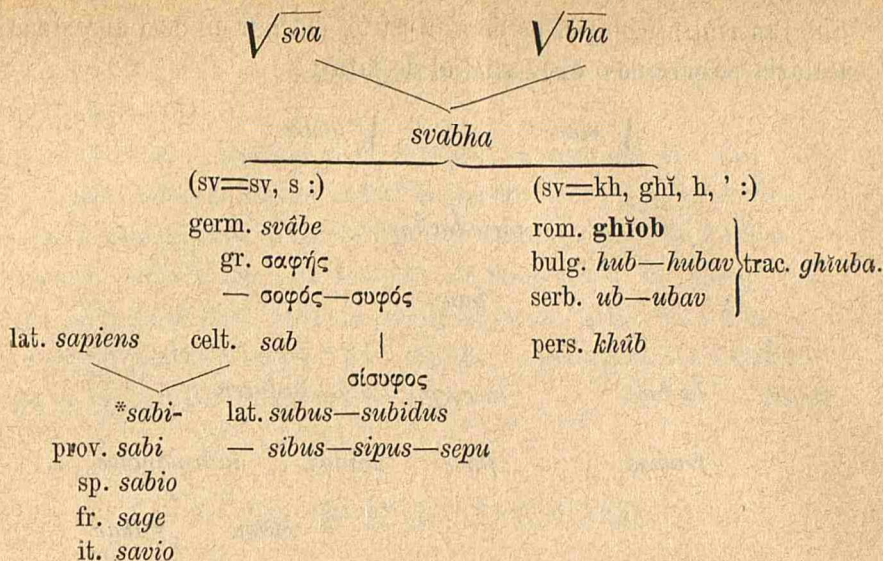 √sva √bha
svabha
(sv=sv, s :) (sv=kh, ghĭ, h, ’ :)
germ. svâbe rom. ghĭob
gr. σαφής bulg. hub—hubav trac. ghĭuba.
— σοφός—συφός serb. ub—ubav
lat. sapiens celt. sab pers. khûb
σίσυφος
*sabi- lat. subus—subidus
prov. sabi — sibus—sipus—sepu
sp. sabio
fr. sage
it. savio